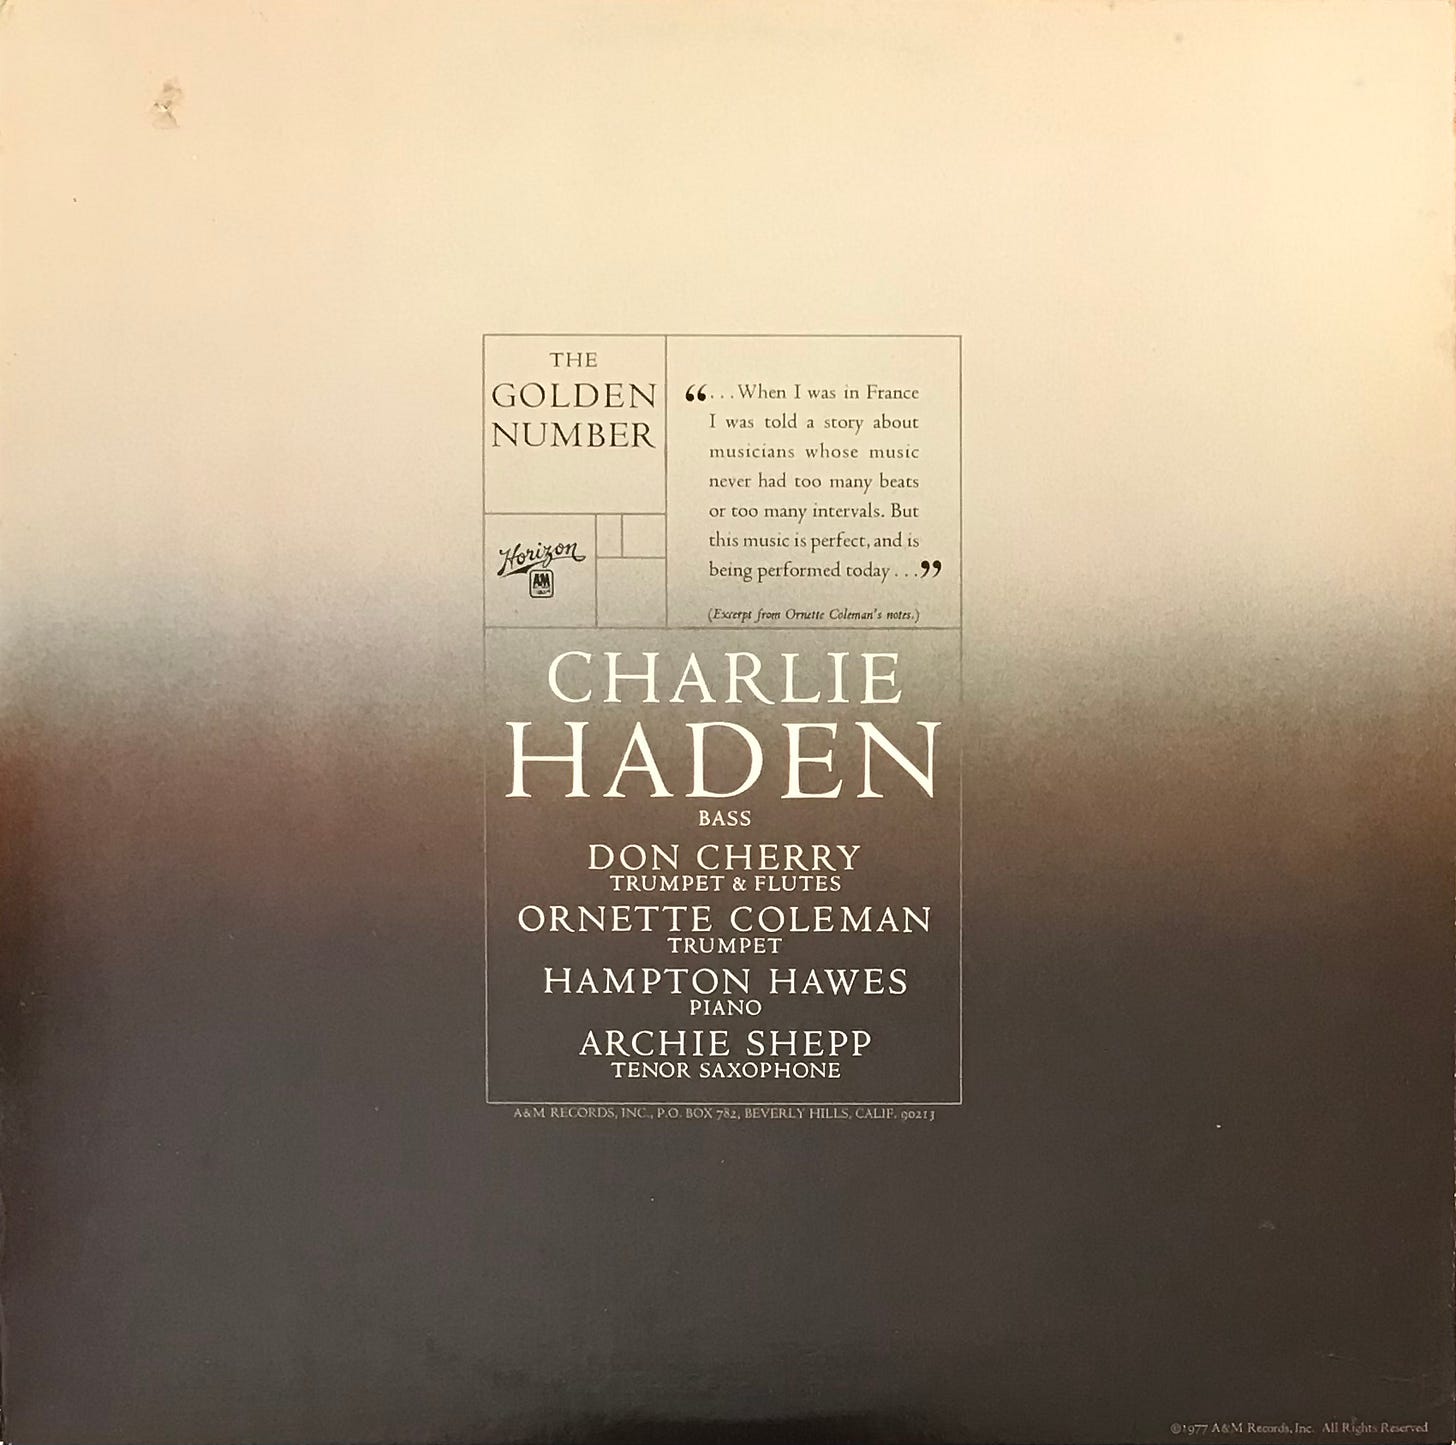 THE
GOLDEN
NUMBER
“...When I was in France
I was told a story about
musicians whose music
never had too many beats
or too many intervals. But
this music is perfect, and is
being performed today...”
(Excerpt from Ornette Coleman's notes.)
Horizon
A&M
CHARLIE
HADEN
BASS
DON CHERRY
TRUMPET & FLUTES
ORNETTE COLEMAN
TRUMPET
HAMPTON HAWES
PIANO
ARCHIE SHEPP
TENOR SAXOPHONE
A&M RECORDS, INC., P.O. BOX 782, BEVERLY HILLS, CALIF. 90213
©1977 A&M Records, Inc. All Rights Reserved